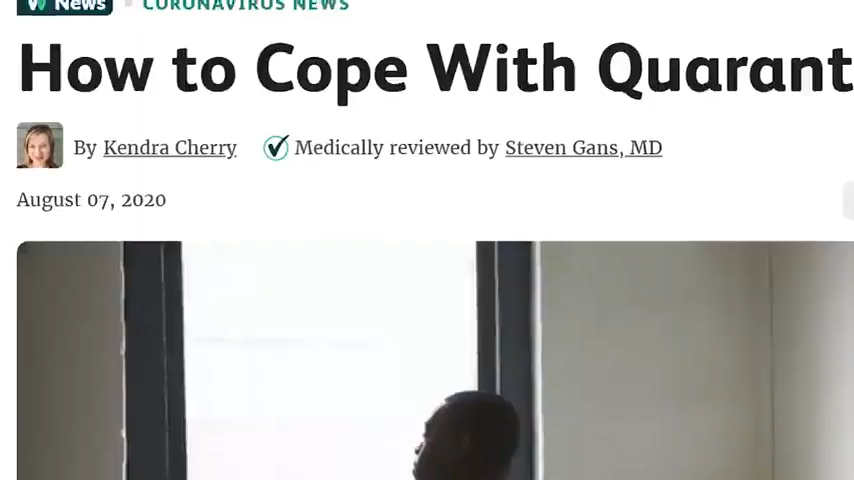 News CORONAVIRUS NEWS
How to Cope With Quarant
By Kendra Cherry Medically reviewed by Steven Gans, MD
August 07, 2020